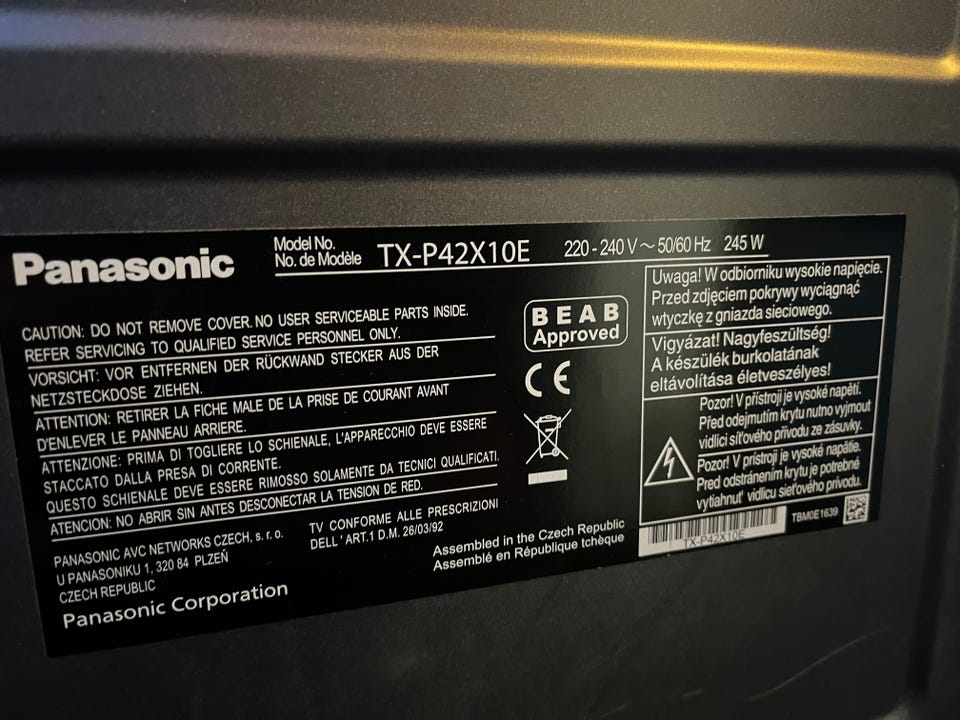 Panasonic
Model No.
No. de Modèle
TX-P42X10E
220 - 240 V ~ 50/60 Hz 245 W
CAUTION: DO NOT REMOVE COVER. NO USER SERVICEABLE PARTS INSIDE.
REFER SERVICING TO QUALIFIED SERVICE PERSONNEL ONLY.
VORSICHT: VOR ENTFERNEN DER RÜCKWAND STECKER AUS DER
NETZSTECKDOSE ZIEHEN.
ATTENTION: RETIRER LA FICHE MALE DE LA PRISE DE COURANT AVANT
D'ENLEVER LE PANNEAU ARRIERE.
ATTENZIONE: PRIMA DI TOGLIERE LO SCHIENALE, L'APPARECCHIO DEVE ESSERE
STACCATO DALLA PRESA DI CORRENTE.
QUESTO SCHIENALE DEVE ESSERE RIMOSSO SOLAMENTE DA TECNICI QUALIFICATI.
ATENCION: NO ABRIR SIN ANTES DESCONECTAR LA TENSION DE RED.
PANASONIC AVC NETWORKS CZECH, s. r. o.
U PANASONIKU 1, 320 84 PLZEŇ
CZECH REPUBLIC
Panasonic Corporation
TV CONFORME ALLE PRESCRIZIONI
DELL' ART.1 D.M. 26/03/92
BEAB
Approved
CE
Assembled in the Czech Republic
Assemblé en République tchèque
Uwaga! W odbiorniku wysokie napięcie.
Przed zdjęciem pokrywy wyciągnąć
wtyczkę z gniazda sieciowego.
Vigyázat! Nagyfeszültség!
A készülék burkolatának
eltávolítása életveszélyes!
Pozor! V přístroji je vysoké napětí.
Před odejmutím krytu nutno vyjmout
vidlici síťového přívodu ze zásuvky.
Pozor! V prístroji je vysoké napätie.
Pred odstránením krytu je potrebné
vytiahnuť vidlicu sieťového prívodu.
TX-P42X10E
TBM0E1639